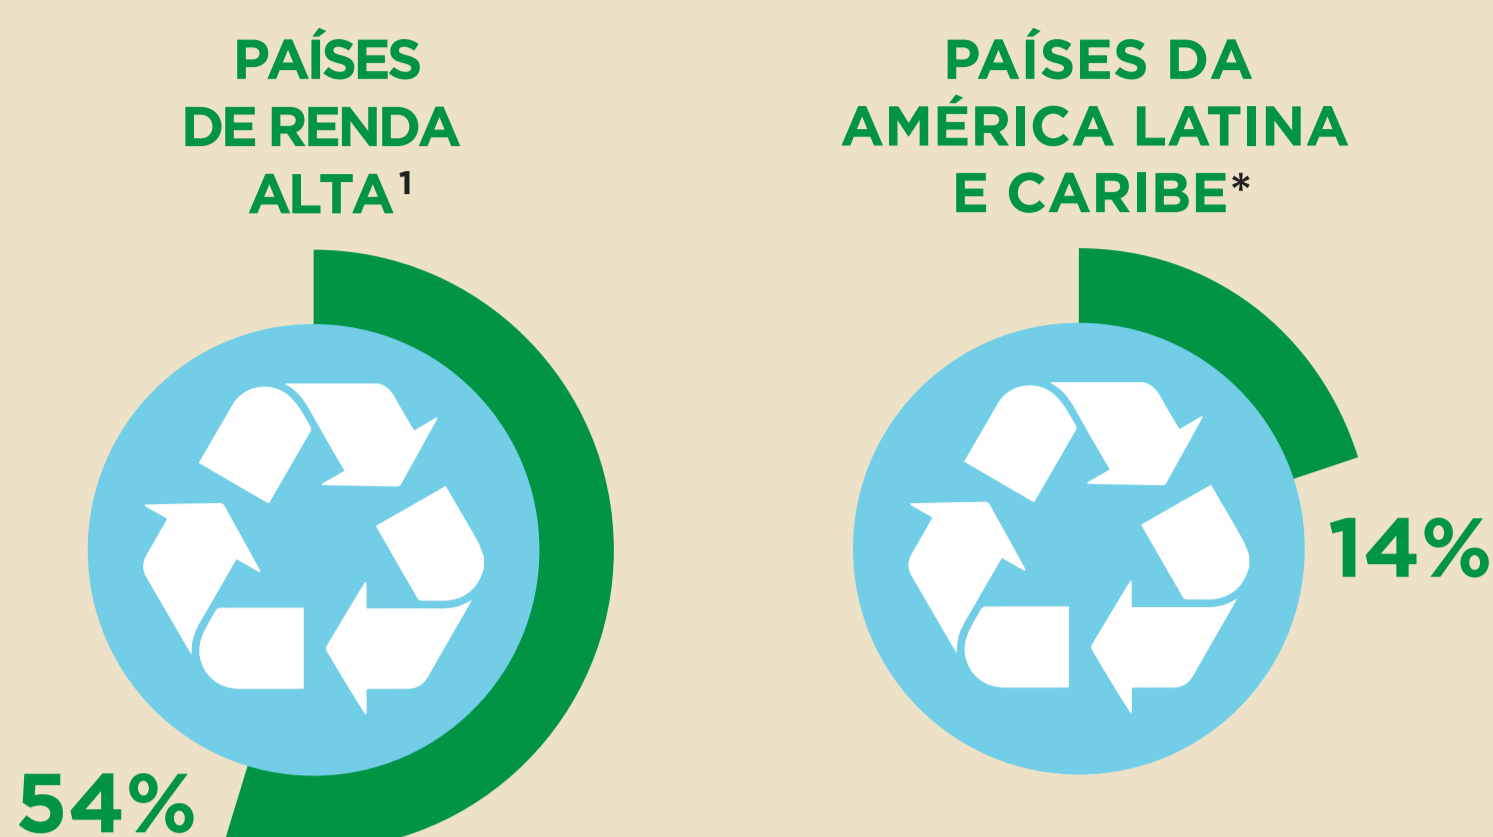 PAÍSES
DE RENDA
ALTA¹
54%
PAÍSES DA
AMÉRICA LATINA
E CARIBE*
14%